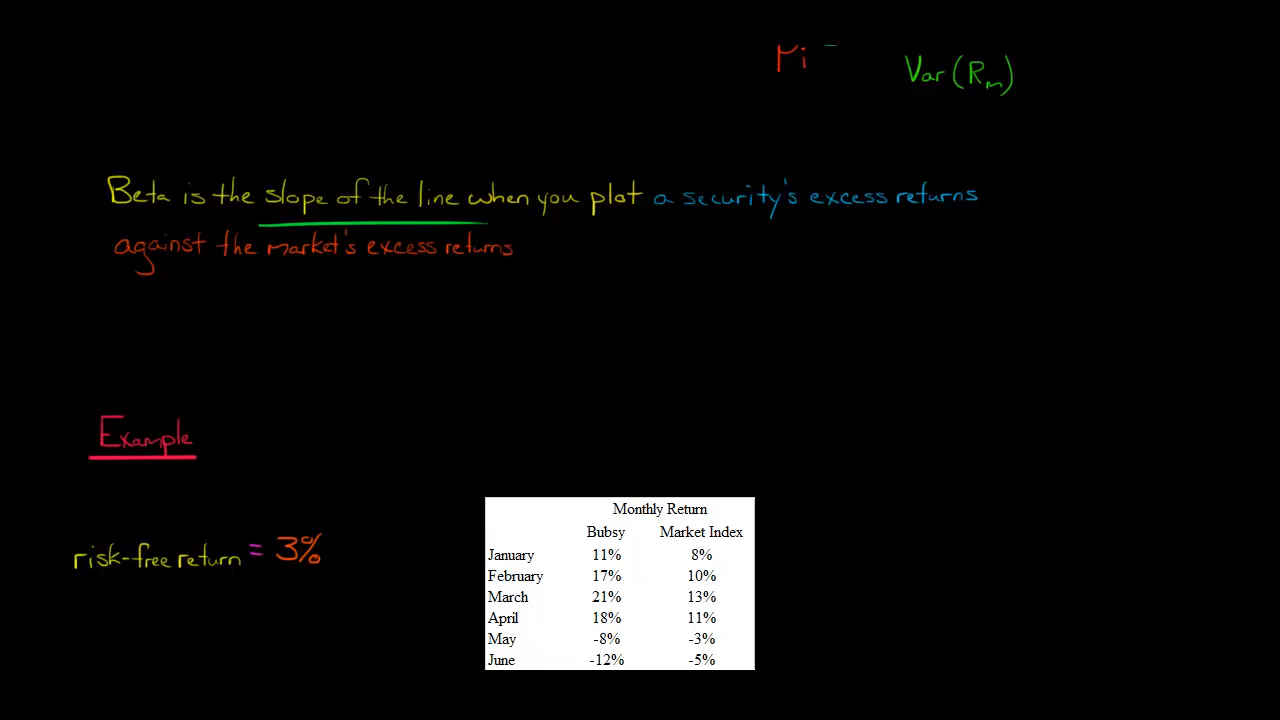 ri -
Var(Rm)
Beta is the slope of the line when you plot a security's excess returns
against the market's excess returns
Example
risk-free return = 3%
Monthly Return
Bubsy Market Index
January 11% 8%
February 17% 10%
March 21% 13%
April 18% 11%
May -8% -3%
June -12% -5%